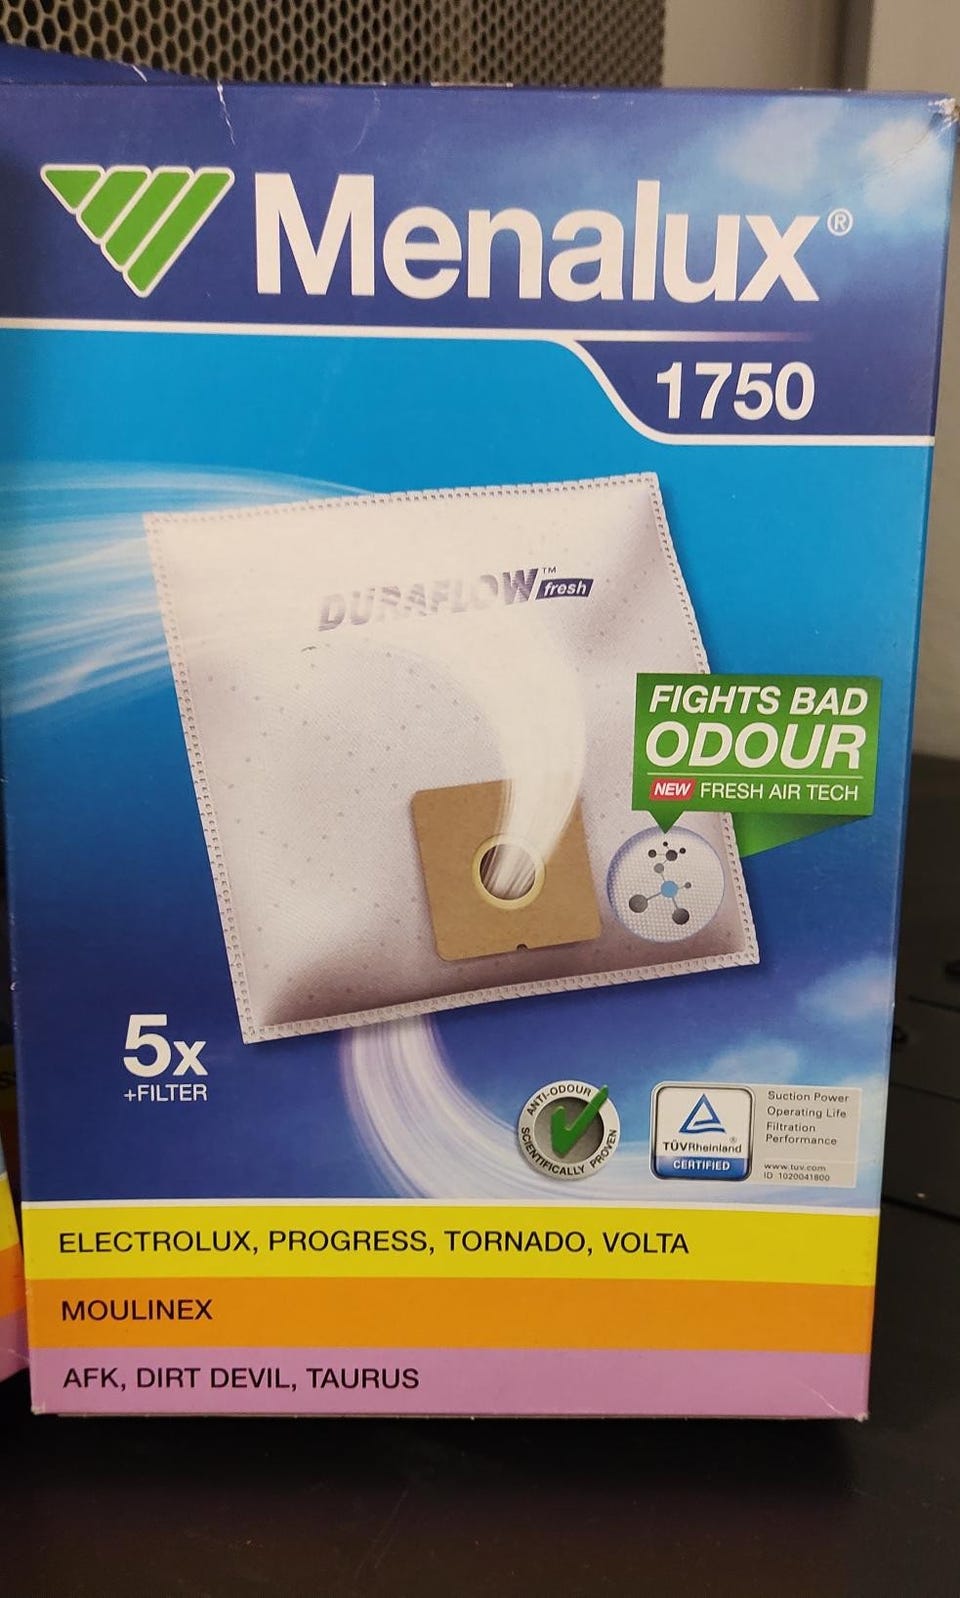 Menalux®
1750
DURAFLOW™ fresh
FIGHTS BAD
ODOUR
NEW FRESH AIR TECH
5x
+FILTER
ANTI-ODOUR
SCIENTIFICALLY PROVEN
TÜVRheinland®
CERTIFIED
Suction Power
Operating Life
Filtration
Performance
www.tuv.com
ID 1020041800
ELECTROLUX, PROGRESS, TORNADO, VOLTA
MOULINEX
AFK, DIRT DEVIL, TAURUS